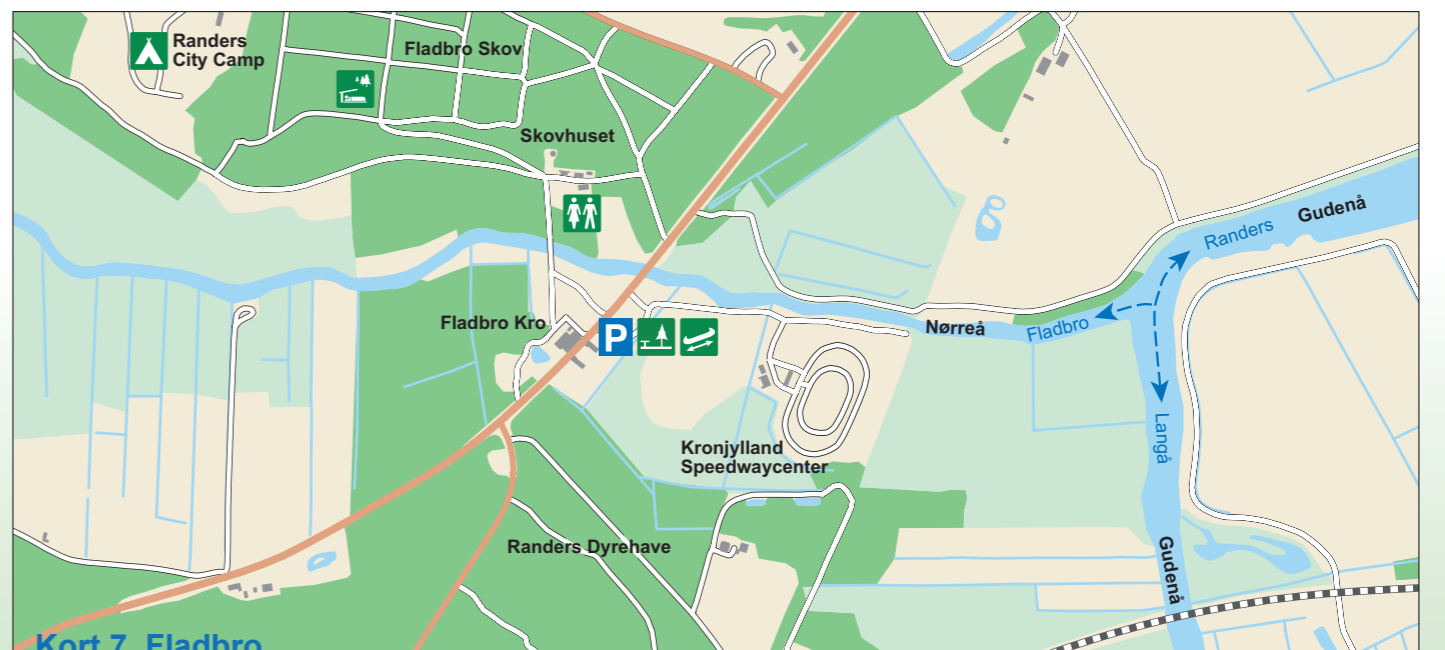 Randers
City Camp
Fladbro Skov
Skovhuset
Randers
Gudenå
Fladbro Kro
P
Nørreå
Fladbro
Langå
Kronjylland
Speedwaycenter
Randers Dyrehave
Gudenå
Kort 7 Fladbro